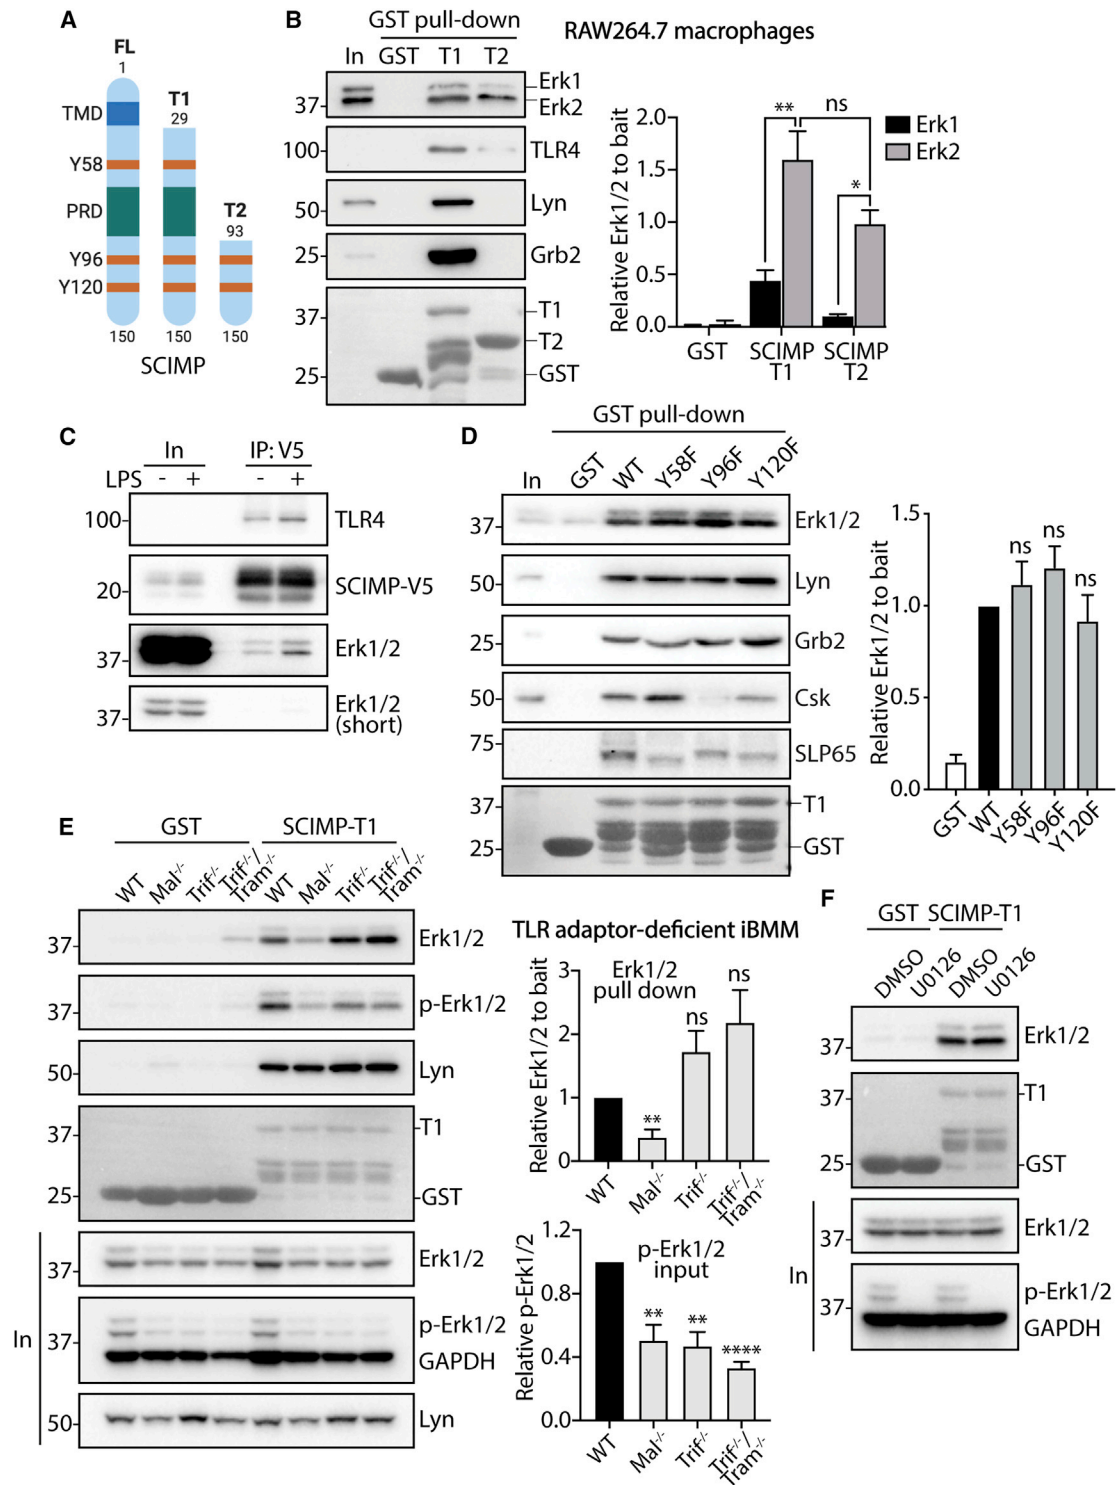 A
FL
1
TMD
T1
29
Y58
PRD
T2
93
Y96
Y120
150 150 150
SCIMP
B
GST pull-down
RAW264.7 macrophages
In GST T1 T2
37
Erk1
Erk2
100
TLR4
50
Lyn
25
Grb2
37
25
T1
T2
GST
Relative Erk1/2 to bait
2.0
1.5
1.0
0.5
0.0
** ns
*
Erk1
Erk2
GST SCIMP T1 SCIMP T2
C
In IP: V5
LPS - + - +
100 TLR4
20 SCIMP-V5
37 Erk1/2
37 Erk1/2
(short)
D
GST pull-down
In GST WT Y58F Y96F Y120F
37 Erk1/2
50 Lyn
25 Grb2
50 Csk
75 SLP65
37 T1
25 GST
Relative Erk1/2 to bait
1.5
1.0
0.5
0.0
ns ns ns
GST WT Y58F Y96F Y120F
E
GST SCIMP-T1
WT Mal-/- Trif-/- Trif-/-/Tram-/- WT Mal-/- Trif-/- Trif-/-/Tram-/-
37 Erk1/2
37 p-Erk1/2
50 Lyn
37 T1
25 GST
In
37 Erk1/2
37 p-Erk1/2
GAPDH
50 Lyn
TLR adaptor-deficient iBMM
Erk1/2
pull down
Relative Erk1/2 to bait
3
2
1
0
** ns ns
WT Mal-/- Trif-/- Trif-/-/Tram-/-
p-Erk1/2
input
Relative p-Erk1/2
1.2
0.8
0.4
0.0
** ** ****
WT Mal-/- Trif-/- Trif-/-/Tram-/-
F
GST SCIMP-T1
DMSO U0126 DMSO U0126
37 Erk1/2
37 T1
25 GST
In
37 Erk1/2
37 p-Erk1/2
GAPDH